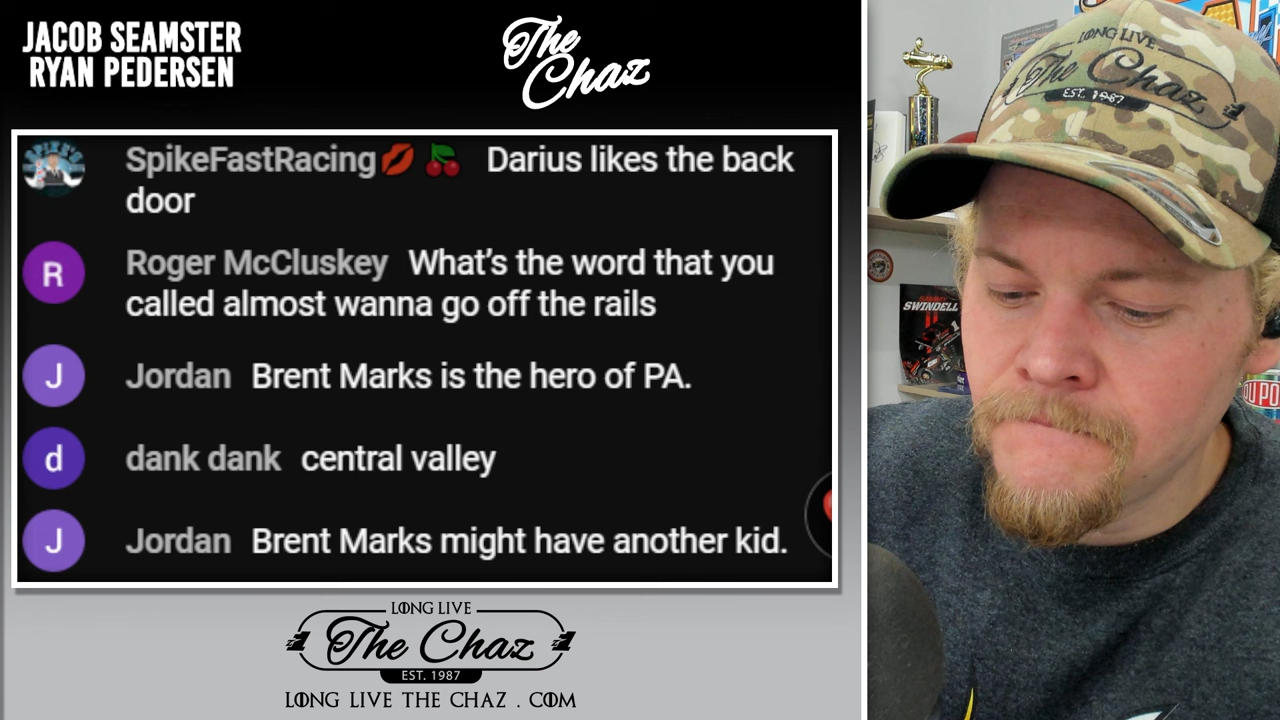 JACOB SEAMSTER
RYAN PEDERSEN
The
Chaz
SpikeFastRacing💋🍒 Darius likes the back
door
R
Roger McCluskey What's the word that you
called almost wanna go off the rails
J
Jordan Brent Marks is the hero of PA.
d
dank dank central valley
J
Jordan Brent Marks might have another kid.
LONG LIVE
The Chaz
EST. 1987
LONG LIVE THE CHAZ . COM
LONG LIVE
The Chaz
EST. 1987
SWINDELL